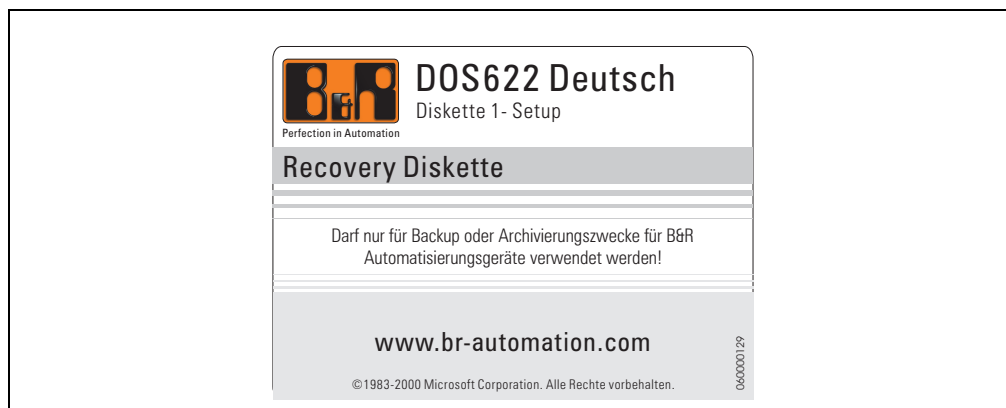 B&R
Perfection in Automation
DOS622 Deutsch
Diskette 1- Setup
Recovery Diskette
Darf nur für Backup oder Archivierungszwecke für B&R
Automatisierungsgeräte verwendet werden!
www.br-automation.com
©1983-2000 Microsoft Corporation. Alle Rechte vorbehalten.
060000129